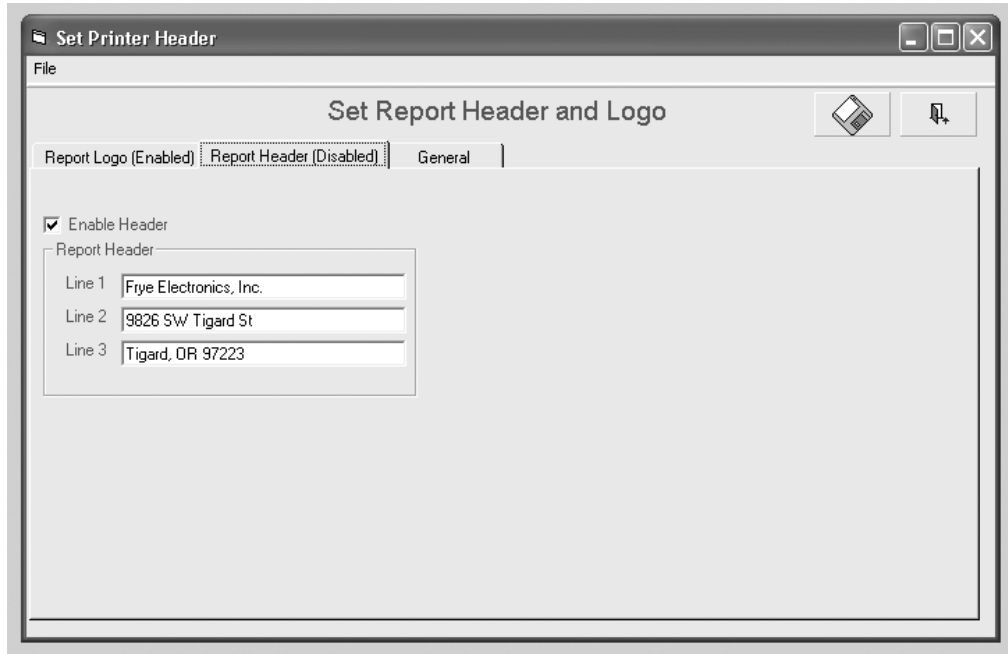 Set Printer Header
File
Set Report Header and Logo
Report Logo (Enabled) Report Header (Disabled) General
Enable Header
Report Header
Line 1 Frye Electronics, Inc.
Line 2 9826 SW Tigard St
Line 3 Tigard, OR 97223